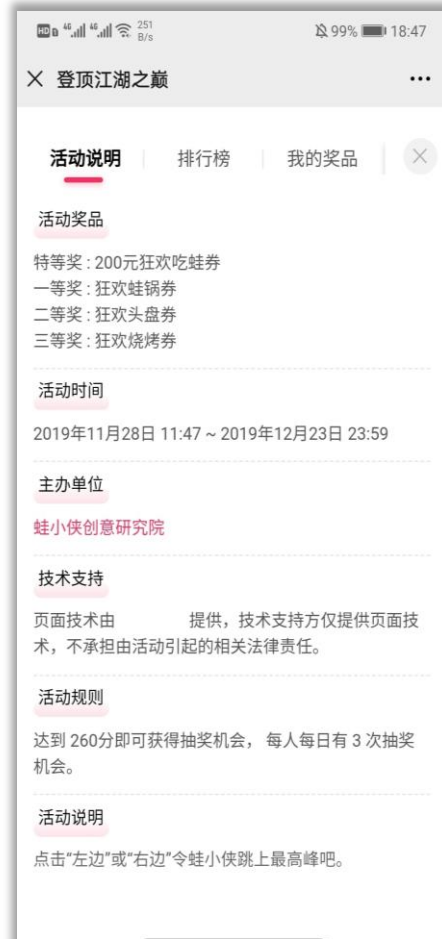 HD 4G 4G 251 B/s 99% 18:47
登顶江湖之巅
活动说明 排行榜 我的奖品
活动奖品
特等奖 : 200元狂欢吃蛙券
一等奖 : 狂欢蛙锅券
二等奖 : 狂欢头盘券
三等奖 : 狂欢烧烤券
活动时间
2019年11月28日 11:47 ~ 2019年12月23日 23:59
主办单位
蛙小侠创意研究院
技术支持
页面技术由 提供，技术支持方仅提供页面技
术，不承担由活动引起的相关法律责任。
活动规则
达到 260分即可获得抽奖机会， 每人每日有 3 次抽奖
机会。
活动说明
点击“左边”或“右边”令蛙小侠跳上最高峰吧。